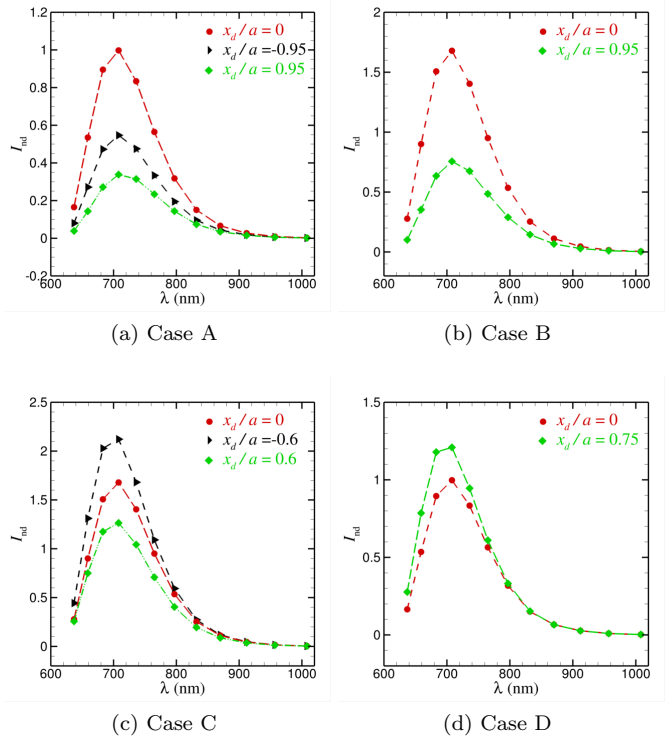 x_d/a = 0
x_d/a = -0.95
x_d/a = 0.95
1.2
1
0.8
0.6
0.4
0.2
0
-0.2
I_nd
600 700 800 900 1000
λ (nm)
(a) Case A
x_d/a = 0
x_d/a = 0.95
2
1.5
1
0.5
0
I_nd
600 700 800 900 1000
λ (nm)
(b) Case B
x_d/a = 0
x_d/a = -0.6
x_d/a = 0.6
2.5
2
1.5
1
0.5
0
I_nd
600 700 800 900 1000
λ (nm)
(c) Case C
x_d/a = 0
x_d/a = 0.75
1.5
1
0.5
0
I_nd
600 700 800 900 1000
λ (nm)
(d) Case D